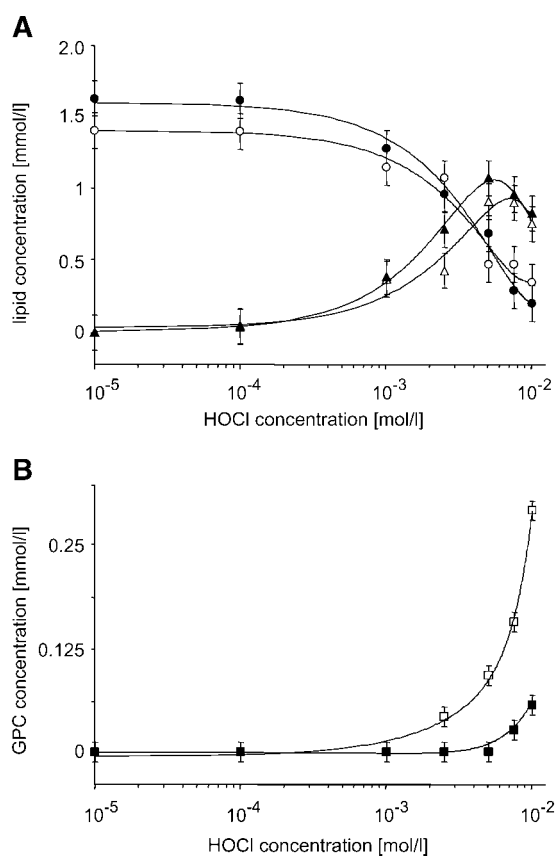 A
2.0
1.5
1
0.5
0
lipid concentration [mmol/l]
10-5
10-4
10-3
10-2
HOCl concentration [mol/l]
B
0.25
0.125
0
GPC concentration [mmol/l]
10-5
10-4
10-3
10-2
HOCl concentration [mol/l]